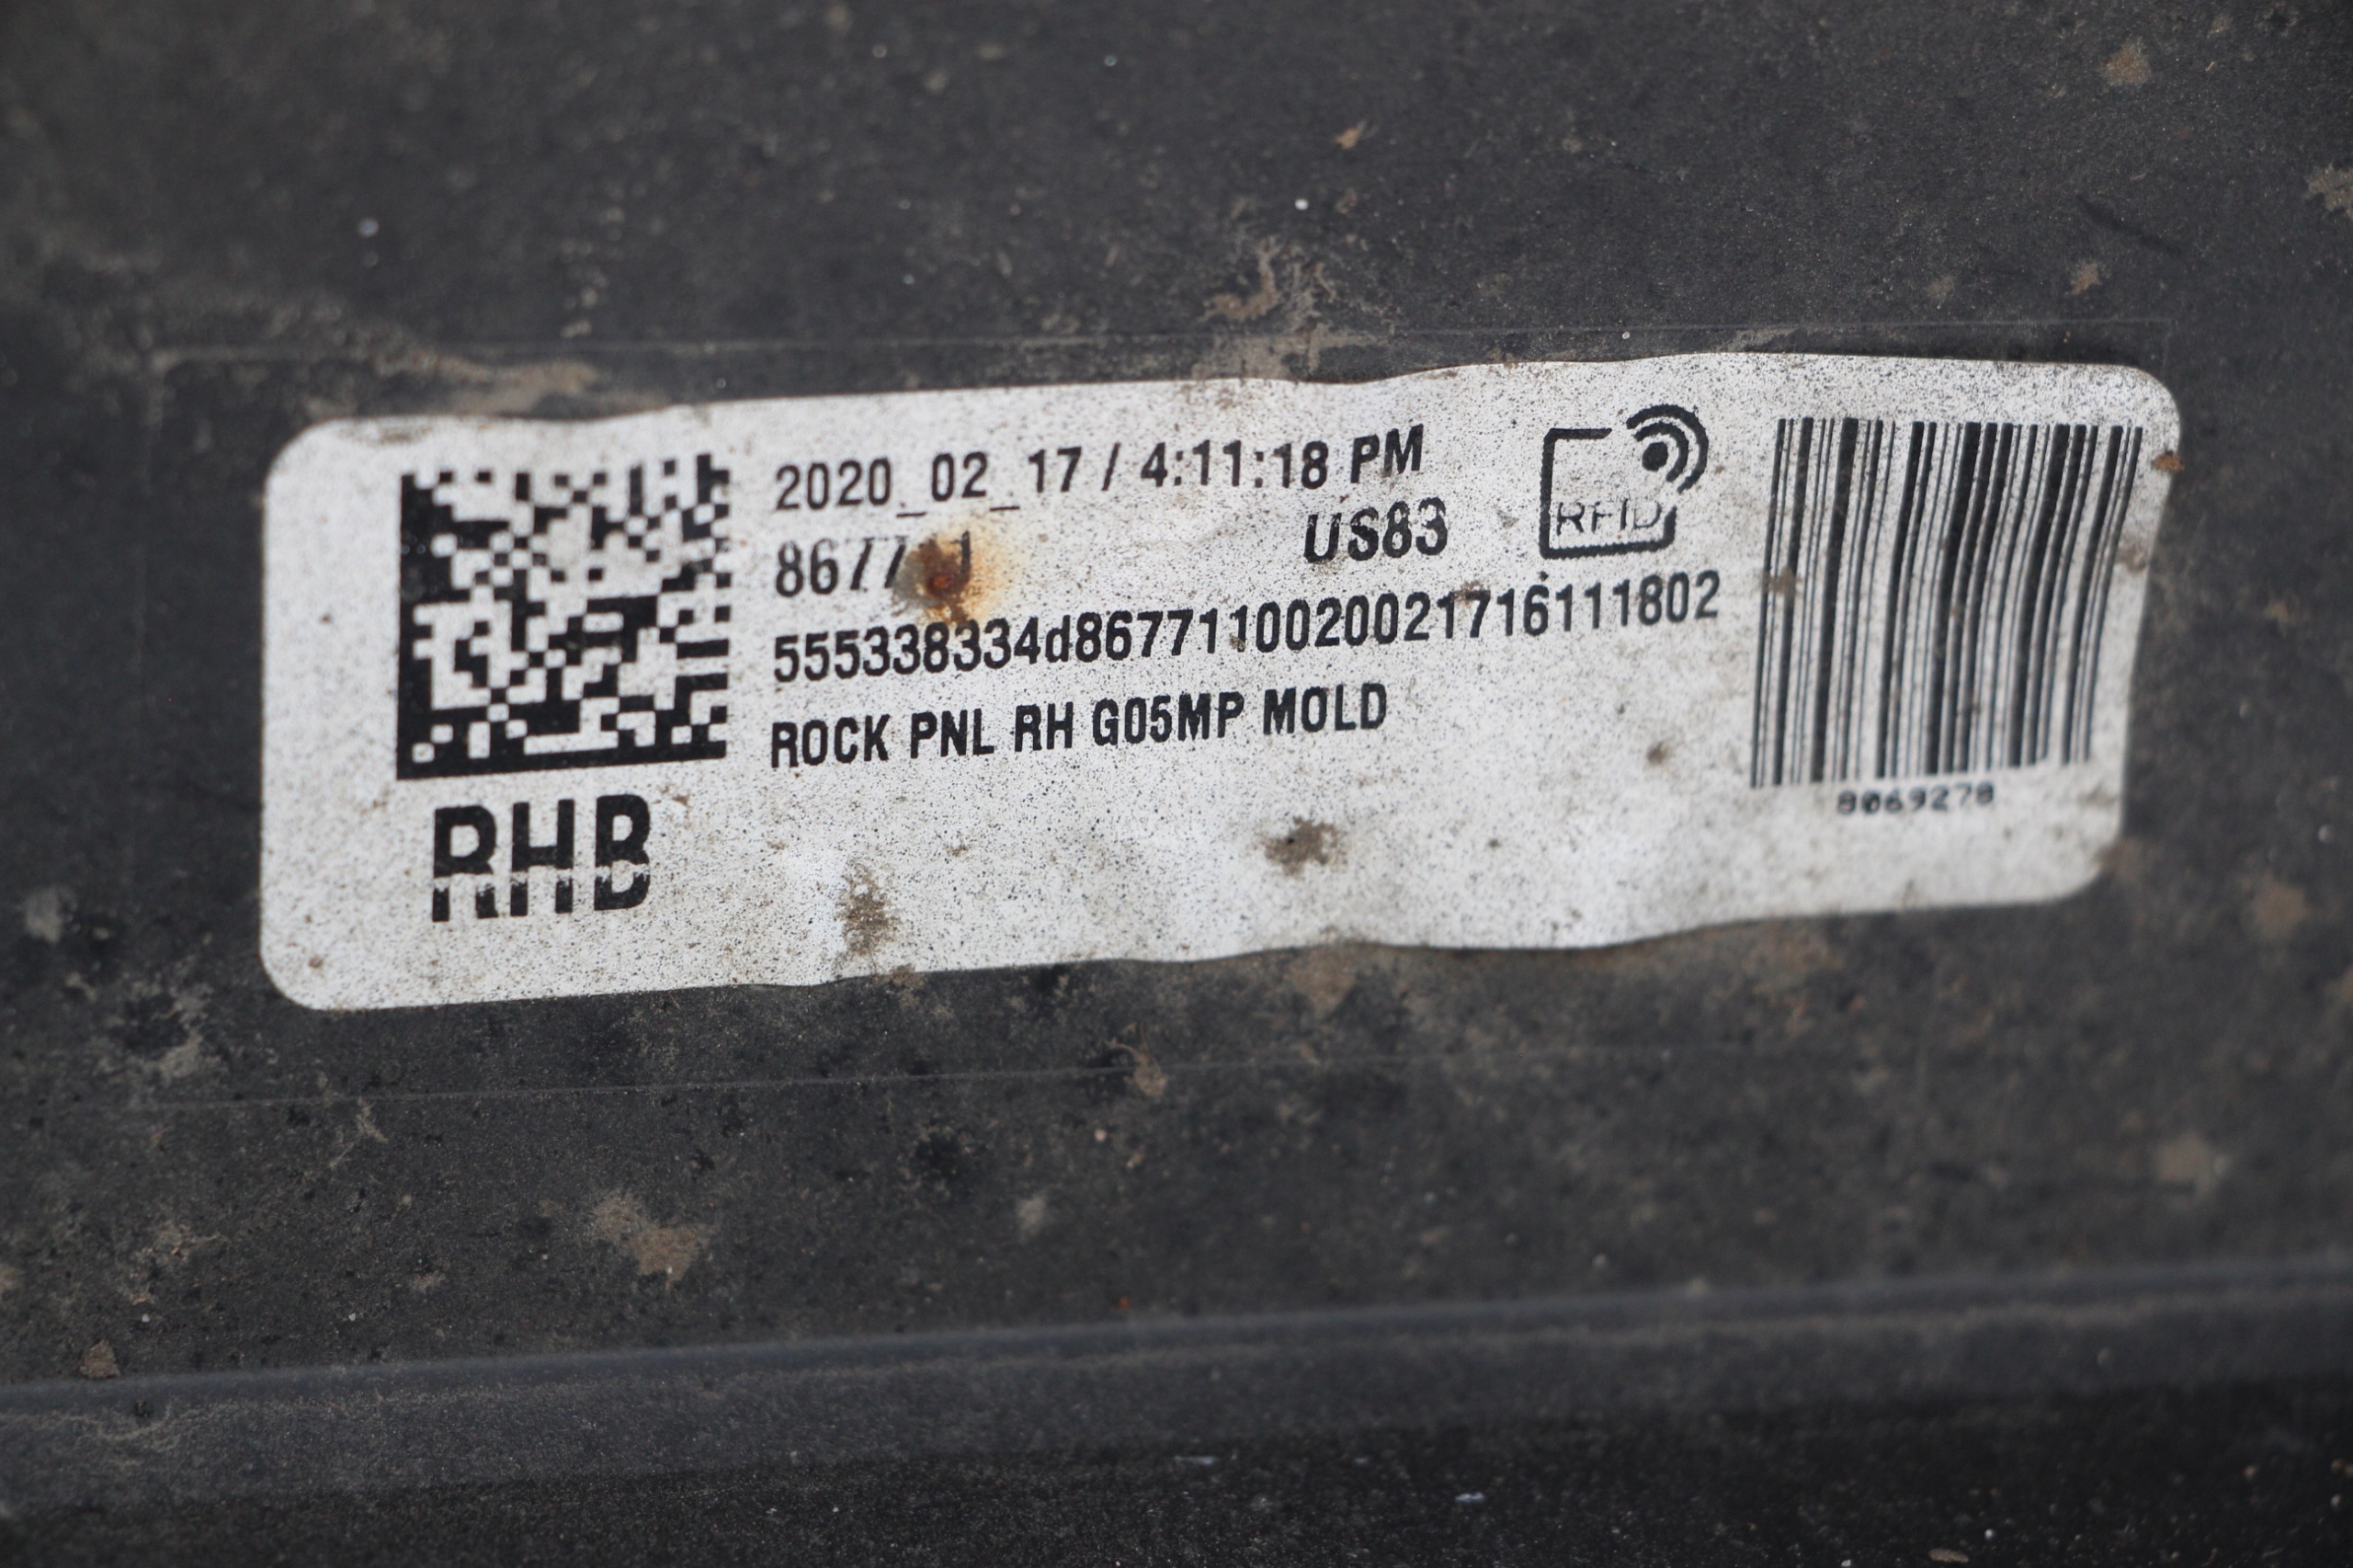 2020_02_17 / 4:11:18 PM
US83
555338334d8677110020021716111802
ROCK PNL RH G05MP MOLD
RHB
RFID
8069278